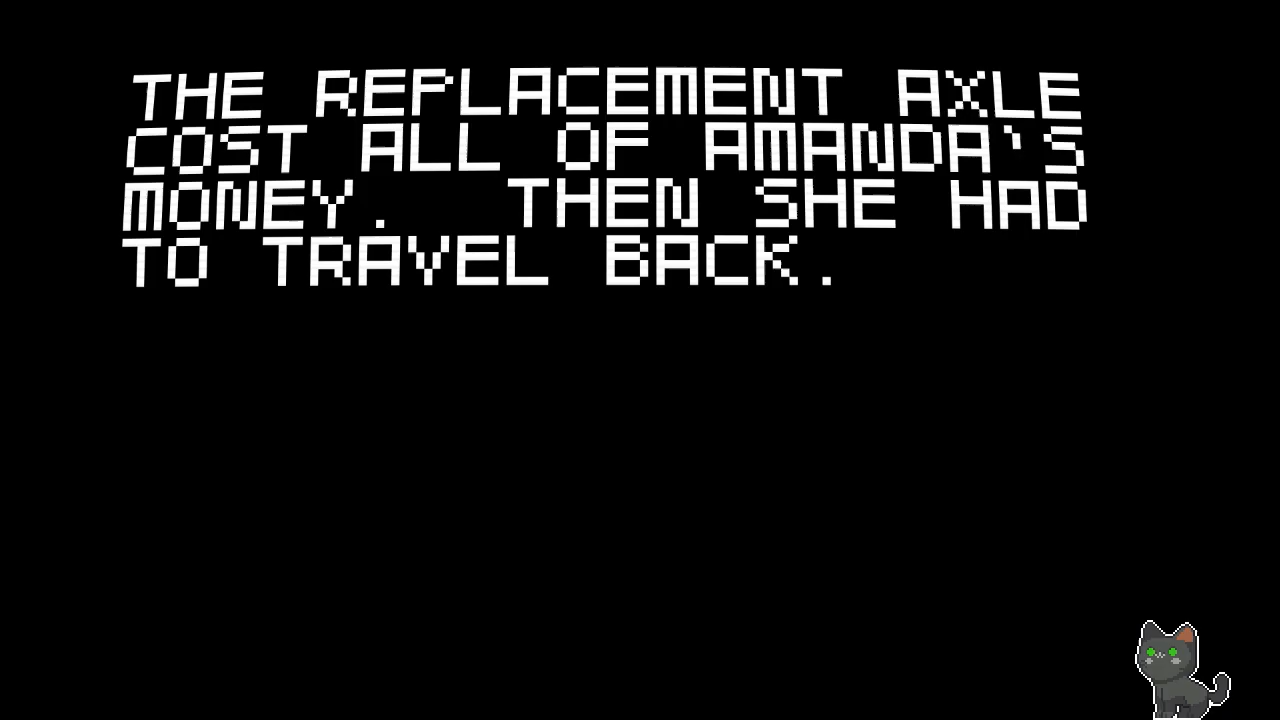 THE REPLACEMENT AXLE
COST ALL OF AMANDA'S
MONEY.  THEN SHE HAD
TO TRAVEL BACK.